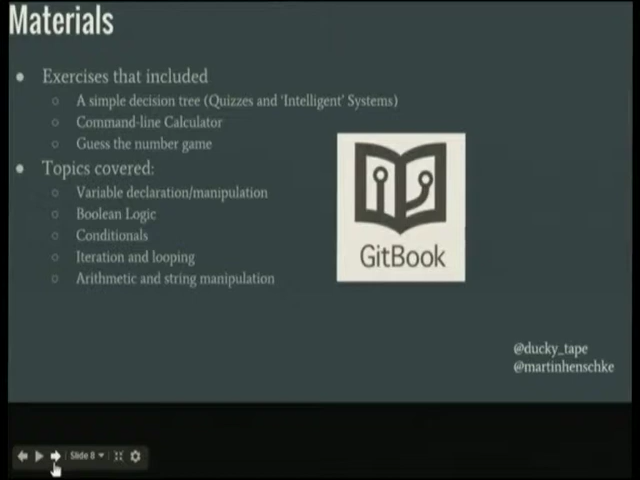 Materials
Exercises that included
A simple decision tree (Quizzes and 'Intelligent' Systems)
Command-line Calculator
Guess the number game
Topics covered:
Variable declaration/manipulation
Boolean Logic
Conditionals
Iteration and looping
Arithmetic and string manipulation
GitBook
@ducky_tape
@martinhenschke
Slide 8